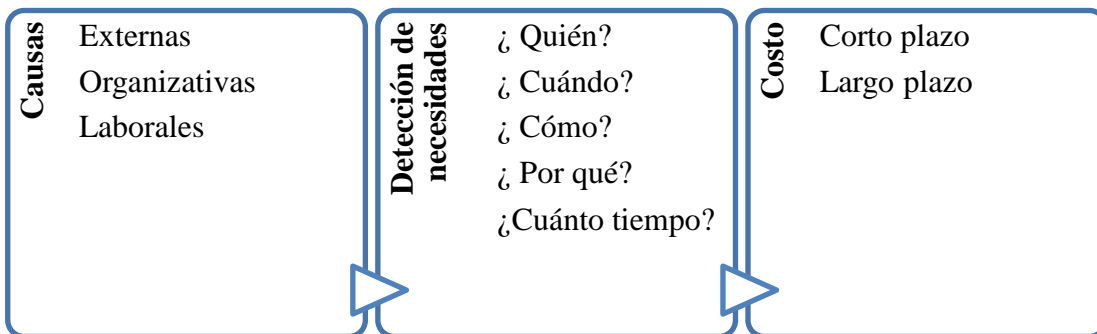 Causas
Externas
Organizativas
Laborales
Detección de
necesidades
¿ Quién?
¿ Cuándo?
¿ Cómo?
¿ Por qué?
¿Cuánto tiempo?
Costo
Corto plazo
Largo plazo